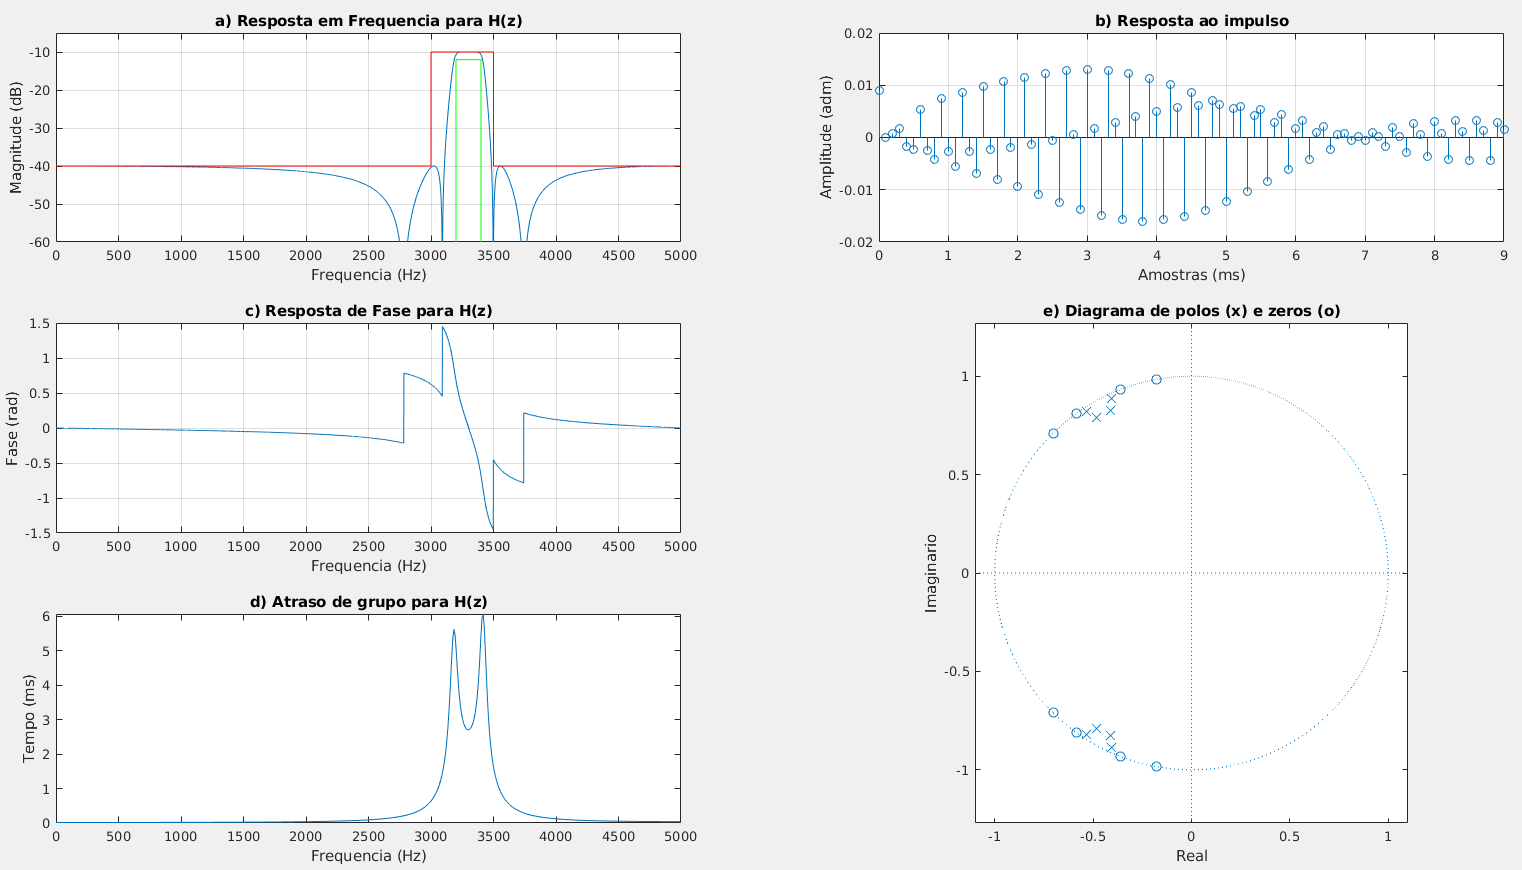 a) Resposta em Frequencia para H(z)
-10
-20
-30
-40
-50
-60
Magnitude (dB)
0 500 1000 1500 2000 2500 3000 3500 4000 4500 5000
Frequencia (Hz)
b) Resposta ao impulso
0.02
0.01
0
-0.01
-0.02
Amplitude (adm)
0 1 2 3 4 5 6 7 8 9
Amostras (ms)
c) Resposta de Fase para H(z)
1.5
1
0.5
0
-0.5
-1
-1.5
Fase (rad)
0 500 1000 1500 2000 2500 3000 3500 4000 4500 5000
Frequencia (Hz)
d) Atraso de grupo para H(z)
6
5
4
3
2
1
0
Tempo (ms)
0 500 1000 1500 2000 2500 3000 3500 4000 4500 5000
Frequencia (Hz)
e) Diagrama de polos (x) e zeros (o)
1
0.5
0
-0.5
-1
Imaginario
-1 -0.5 0 0.5 1
Real